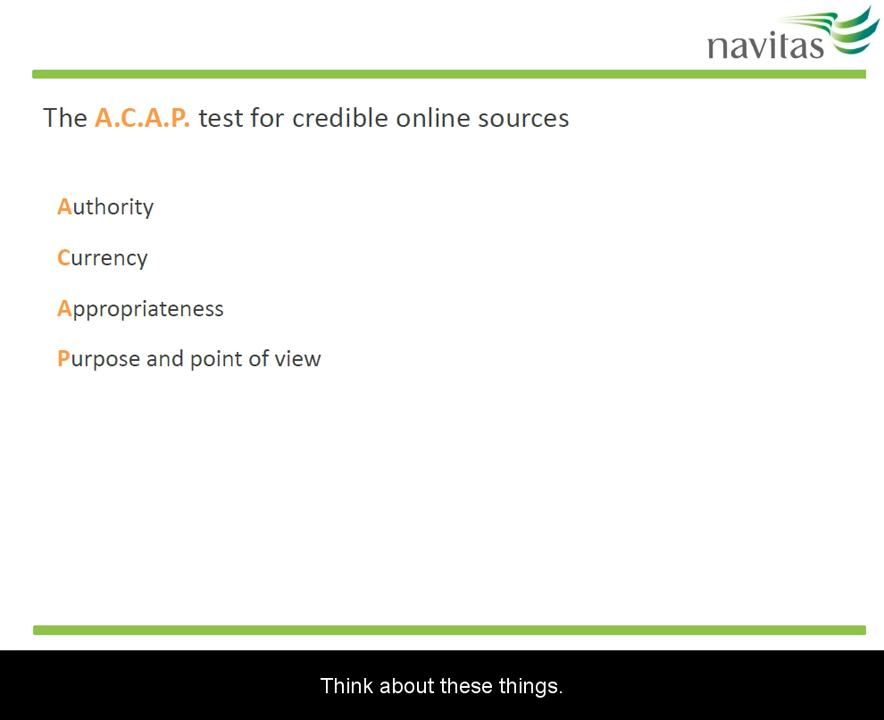 navitas
The A.C.A.P. test for credible online sources
Authority
Currency
Appropriateness
Purpose and point of view
Think about these things.